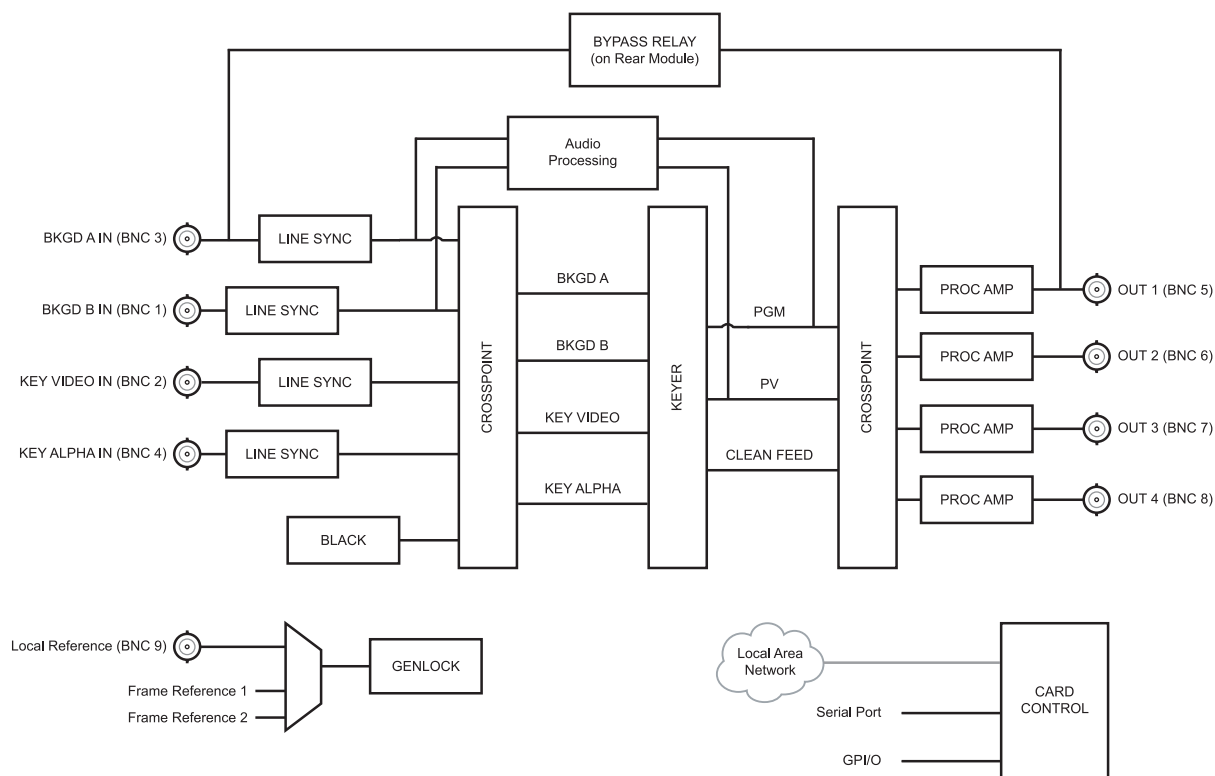 BYPASS RELAY
(on Rear Module)
Audio
Processing
BKGD A IN (BNC 3)
LINE SYNC
BKGD B IN (BNC 1)
LINE SYNC
KEY VIDEO IN (BNC 2)
LINE SYNC
KEY ALPHA IN (BNC 4)
LINE SYNC
BLACK
CROSSPOINT
BKGD A
BKGD B
KEY VIDEO
KEY ALPHA
KEYER
PGM
PV
CLEAN FEED
CROSSPOINT
PROC AMP
OUT 1 (BNC 5)
PROC AMP
OUT 2 (BNC 6)
PROC AMP
OUT 3 (BNC 7)
PROC AMP
OUT 4 (BNC 8)
Local Reference (BNC 9)
Frame Reference 1
Frame Reference 2
GENLOCK
Local Area
Network
Serial Port
GPI/O
CARD
CONTROL